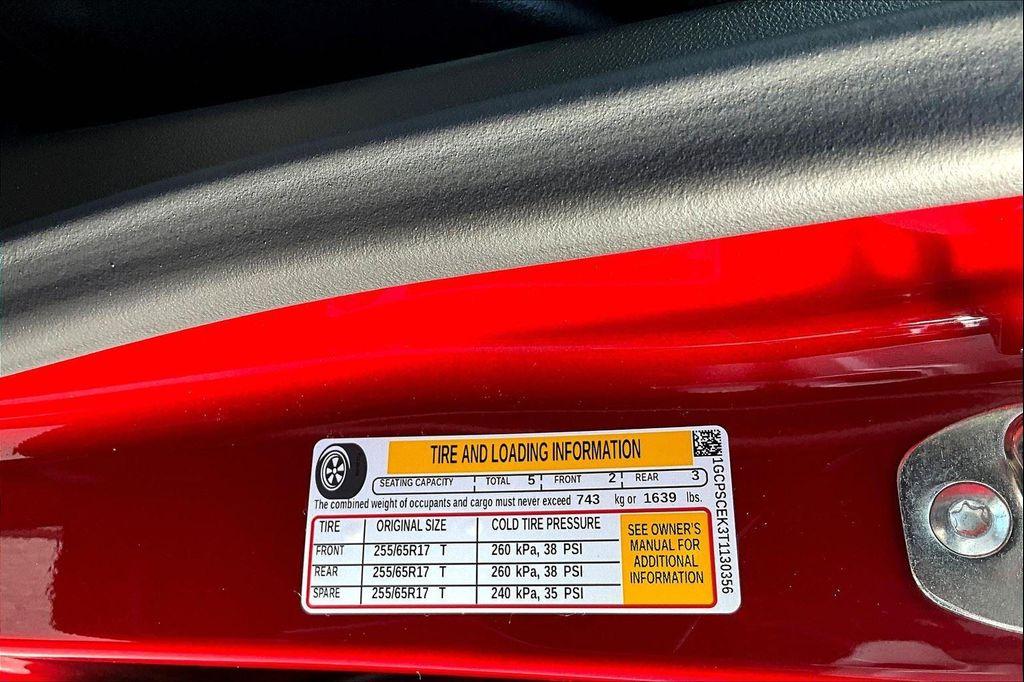 TIRE AND LOADING INFORMATION
SEATING CAPACITY TOTAL 5 FRONT 2 REAR 3
The combined weight of occupants and cargo must never exceed 743 kg or 1639 lbs.
TIRE ORIGINAL SIZE COLD TIRE PRESSURE
FRONT 255/65R17 T 260 kPa, 38 PSI
REAR 255/65R17 T 260 kPa, 38 PSI
SPARE 255/65R17 T 240 kPa, 35 PSI
SEE OWNER'S
MANUAL FOR
ADDITIONAL
INFORMATION
1GCPSCEK3T1130356